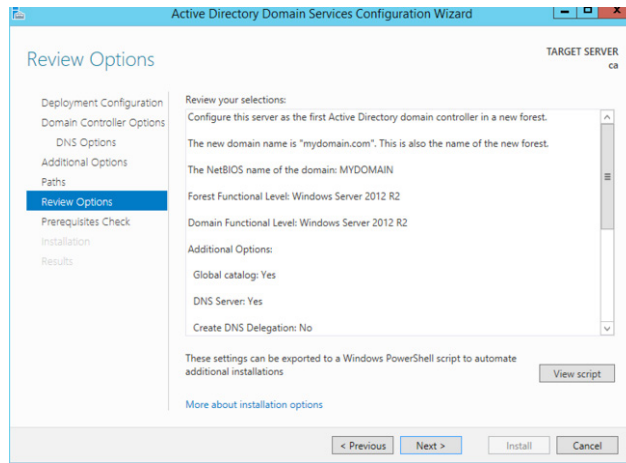 Active Directory Domain Services Configuration Wizard
Review Options
TARGET SERVER
ca
Deployment Configuration
Domain Controller Options
DNS Options
Additional Options
Paths
Review Options
Prerequisites Check
Installation
Results
Review your selections:
Configure this server as the first Active Directory domain controller in a new forest.
The new domain name is "mydomain.com". This is also the name of the new forest.
The NetBIOS name of the domain: MYDOMAIN
Forest Functional Level: Windows Server 2012 R2
Domain Functional Level: Windows Server 2012 R2
Additional Options:
Global catalog: Yes
DNS Server: Yes
Create DNS Delegation: No
These settings can be exported to a Windows PowerShell script to automate
additional installations
View script
More about installation options
< Previous
Next >
Install
Cancel